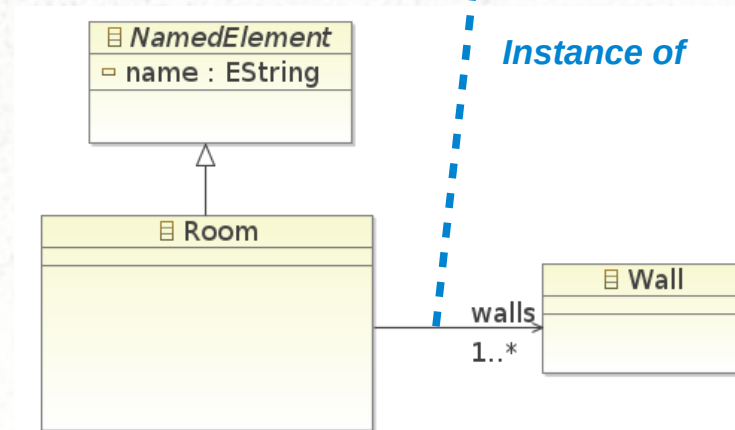 NamedElement
name : EString
Instance of
Room
Wall
walls
1..*